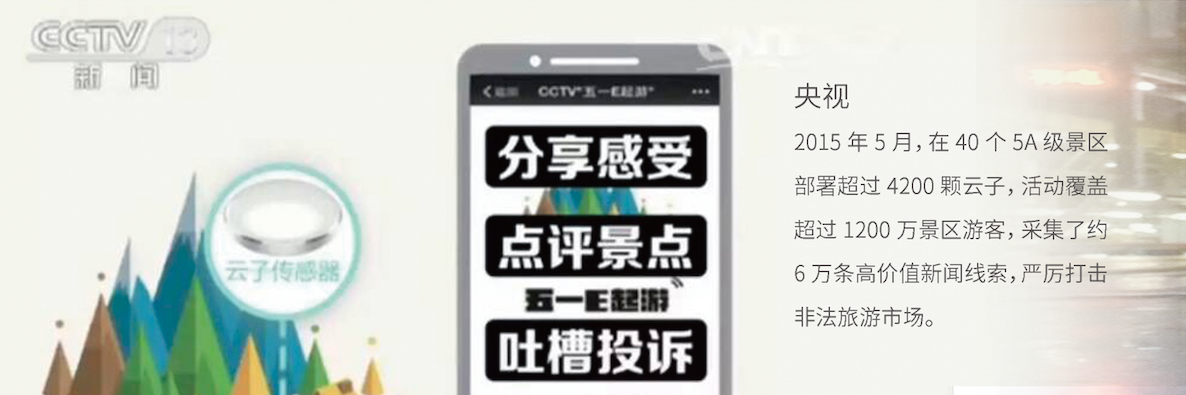 CCTV 13
新闻
返回 CCTV"五一E起游"
分享感受
点评景点
五一E起游
吐槽投诉
云子传感器
央视
2015 年 5 月，在 40 个 5A 级景区
部署超过 4200 颗云子，活动覆盖
超过 1200 万景区游客，采集了约
6 万条高价值新闻线索，严厉打击
非法旅游市场。